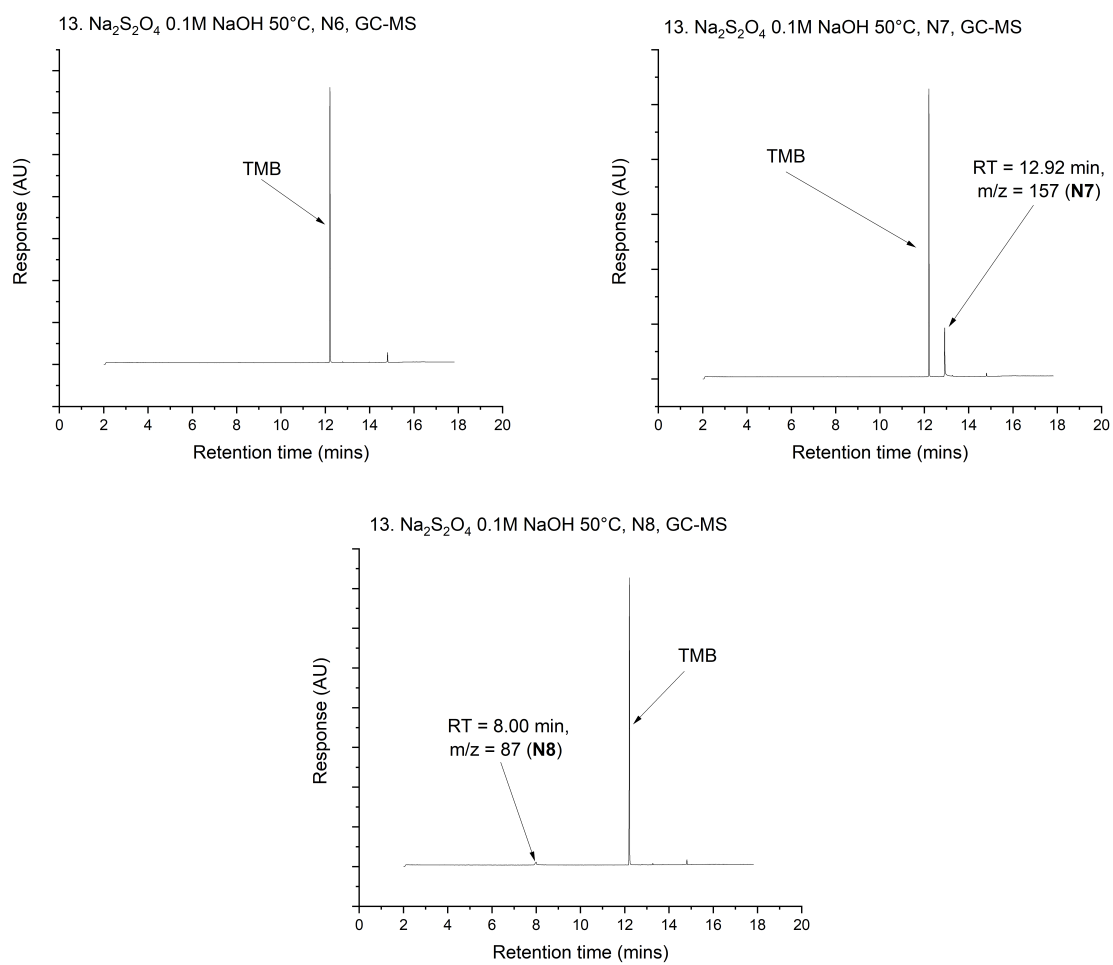 13. Na₂S₂O₄ 0.1M NaOH 50°C, N6, GC-MS
TMB
Response (AU)
0 2 4 6 8 10 12 14 16 18 20
Retention time (mins)
13. Na₂S₂O₄ 0.1M NaOH 50°C, N7, GC-MS
TMB
RT = 12.92 min,
m/z = 157 (N7)
Response (AU)
0 2 4 6 8 10 12 14 16 18 20
Retention time (mins)
13. Na₂S₂O₄ 0.1M NaOH 50°C, N8, GC-MS
TMB
RT = 8.00 min,
m/z = 87 (N8)
Response (AU)
0 2 4 6 8 10 12 14 16 18 20
Retention time (mins)